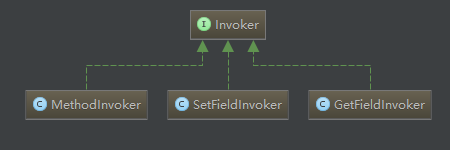 I Invoker
C MethodInvoker
C SetFieldInvoker
C GetFieldInvoker